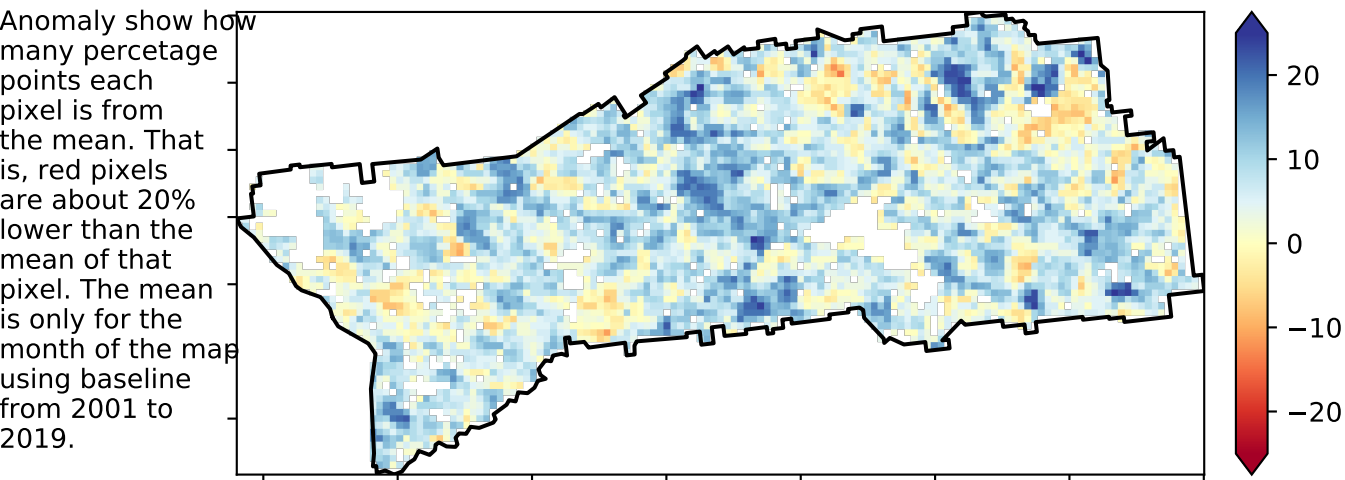 Anomaly show how
many percetage
points each
pixel is from
the mean. That
is, red pixels
are about 20%
lower than the
mean of that
pixel. The mean
is only for the
month of the map
using baseline
from 2001 to
2019.
20
10
0
−10
−20